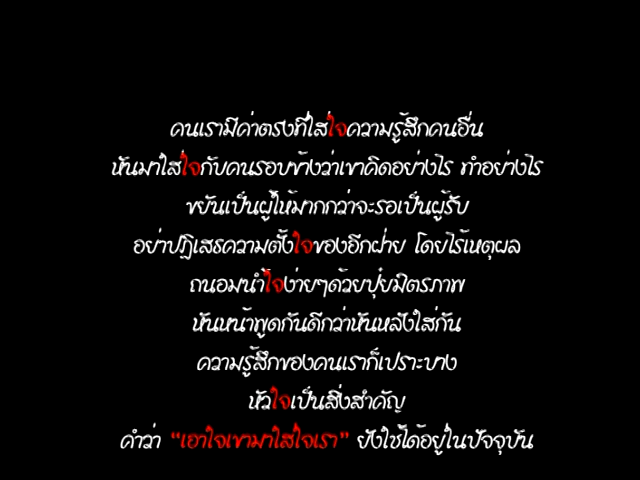 คนเรามีค่าตรงที่ใส่ใจความรู้สึกคนอื่น
หันมาใส่ใจกับคนรอบข้างว่าเขาคิดอย่างไร ทำอย่างไร
ขยันเป็นผู้ให้มากกว่าจะรอเป็นผู้รับ
อย่าปฏิเสธความตั้งใจของอีกฝ่าย โดยไร้เหตุผล
ถนอมน้ำใจง่ายๆด้วยปุ๋ยมิตรภาพ
หันหน้าพูดกันดีกว่าหันหลังใส่กัน
ความรู้สึกของคนเราก็เปราะบาง
หัวใจเป็นสิ่งสำคัญ
คำว่า “เอาใจเขามาใส่ใจเรา” ยังใช้ได้อยู่ในปัจจุบัน